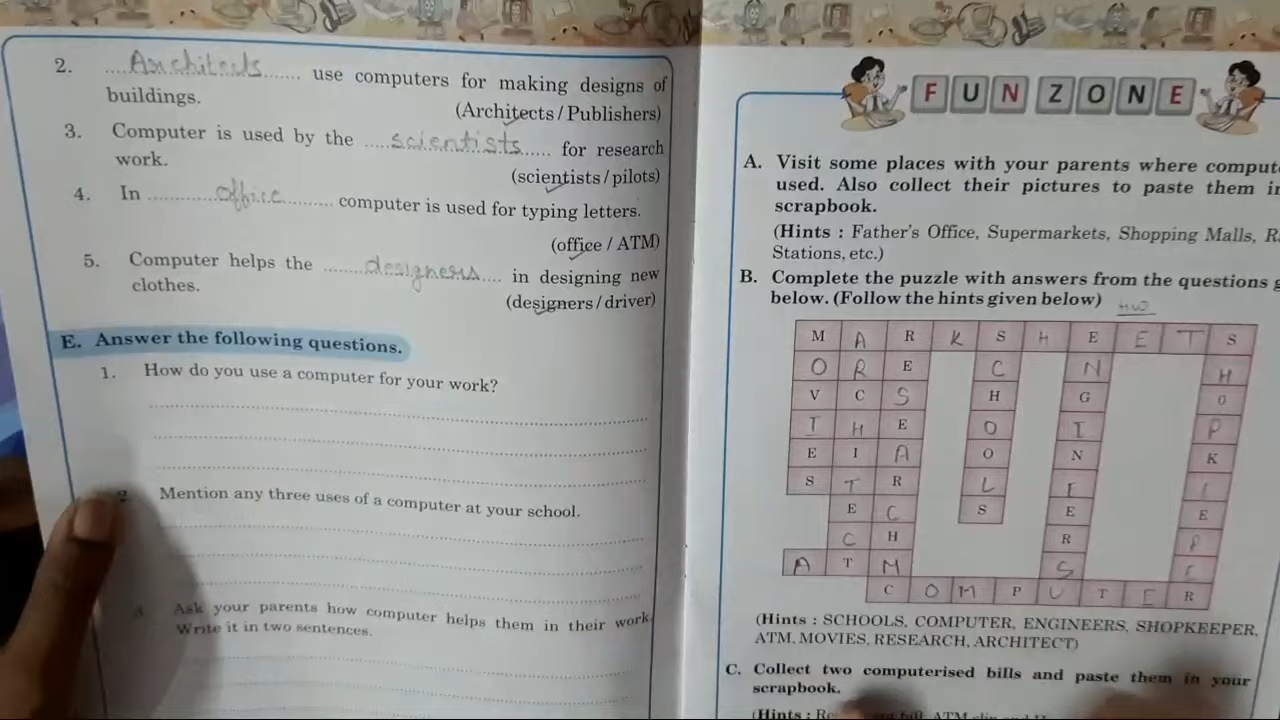 2. Architects use computers for making designs of
buildings. (Architects / Publishers)
3. Computer is used by the scientists for research
work. (scientists / pilots)
4. In office computer is used for typing letters.
(office / ATM)
5. Computer helps the designers in designing new
clothes. (designers / driver)
E. Answer the following questions.
1. How do you use a computer for your work?
2. Mention any three uses of a computer at your school.
3. Ask your parents how computer helps them in their work.
Write it in two sentences.
FUN ZONE
A. Visit some places with your parents where comput
used. Also collect their pictures to paste them in
scrapbook.
(Hints : Father's Office, Supermarkets, Shopping Malls, R
Stations, etc.)
B. Complete the puzzle with answers from the questions g
below. (Follow the hints given below)
M A R K S H E E T S
O R E C N H
V C S H G O
I H E O I P
E I A O N K
S T R L E E
E C S E E
C H R P
A T M S E
C O M P U T E R
(Hints : SCHOOLS, COMPUTER, ENGINEERS, SHOPKEEPER,
ATM, MOVIES, RESEARCH, ARCHITECT)
C. Collect two computerised bills and paste them in your
scrapbook.
(Hints : bill, ATM slip and